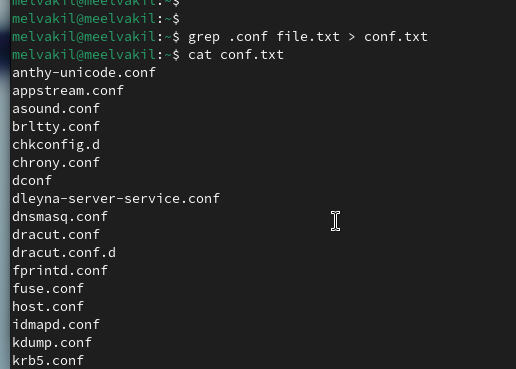 melvakil@meelvakil:~$
melvakil@meelvakil:~$
melvakil@meelvakil:~$ grep .conf file.txt > conf.txt
melvakil@meelvakil:~$ cat conf.txt
anthy-unicode.conf
appstream.conf
asound.conf
brltty.conf
chkconfig.d
chrony.conf
dconf
dleyna-server-service.conf
dnsmasq.conf
dracut.conf
dracut.conf.d
fprintd.conf
fuse.conf
host.conf
idmapd.conf
kdump.conf
krb5.conf